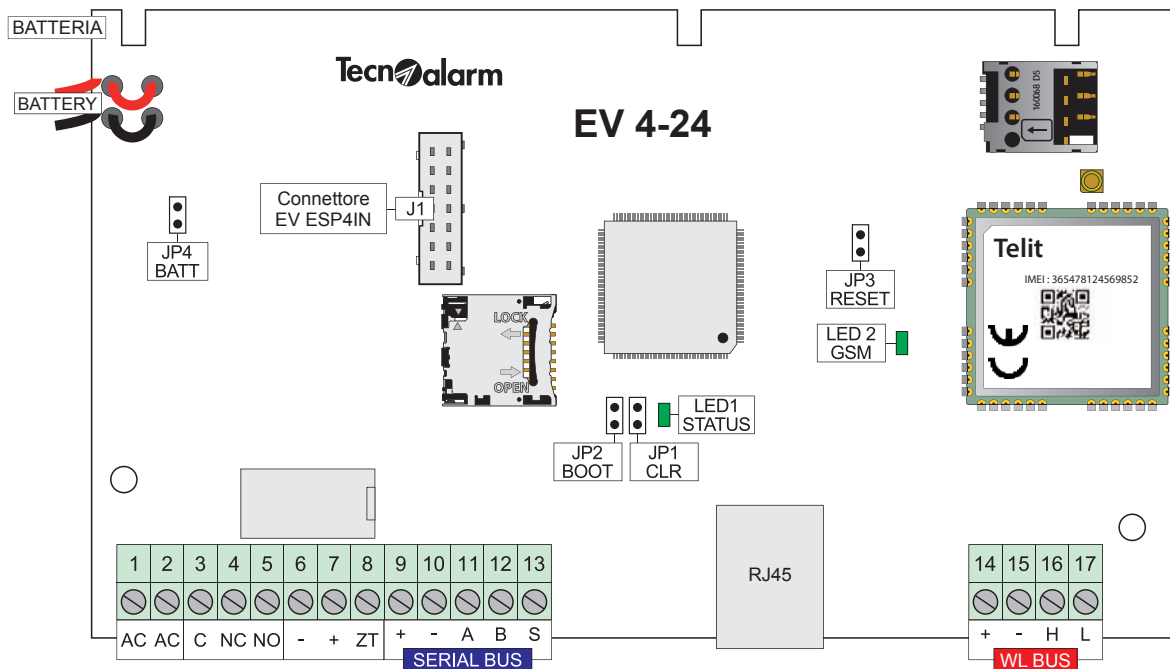 BATTERIA
BATTERY
Tecnoalarm
EV 4-24
160068 D5
Connettore
EV ESP4IN
J1
JP4
BATT
LOCK
OPEN
JP3
RESET
LED 2
GSM
Telit
IMEI : 365478124569852
CE
LED1
STATUS
JP2
BOOT
JP1
CLR
RJ45
1 2 3 4 5 6 7 8 9 10 11 12 13
AC AC C NC NO - + ZT + - A B S
SERIAL BUS
14 15 16 17
+ - H L
WL BUS